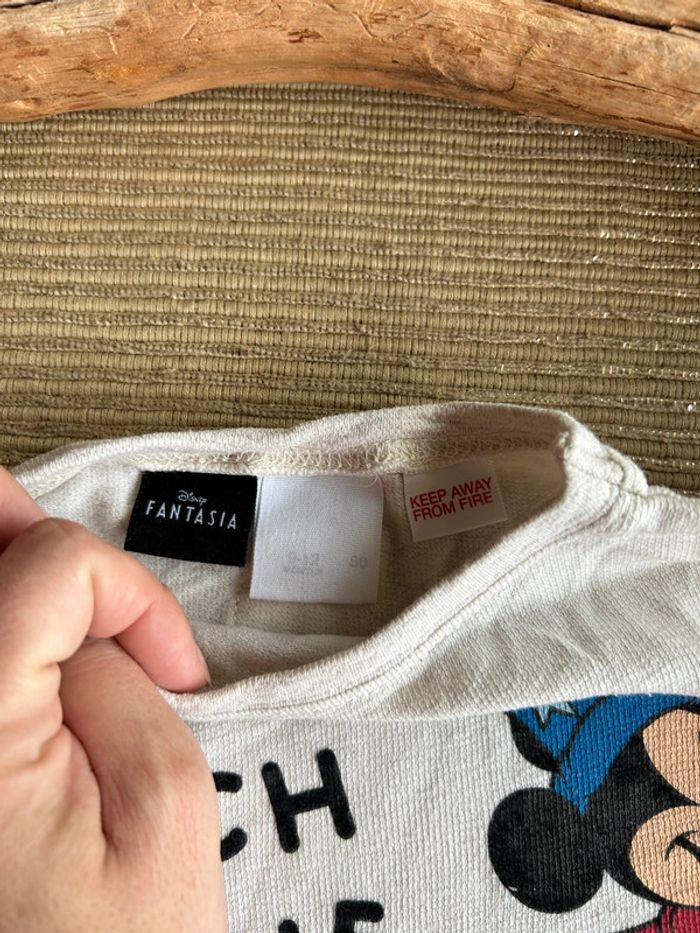 Disney
FANTASIA
9-12
80
KEEP AWAY
FROM FIRE
CH